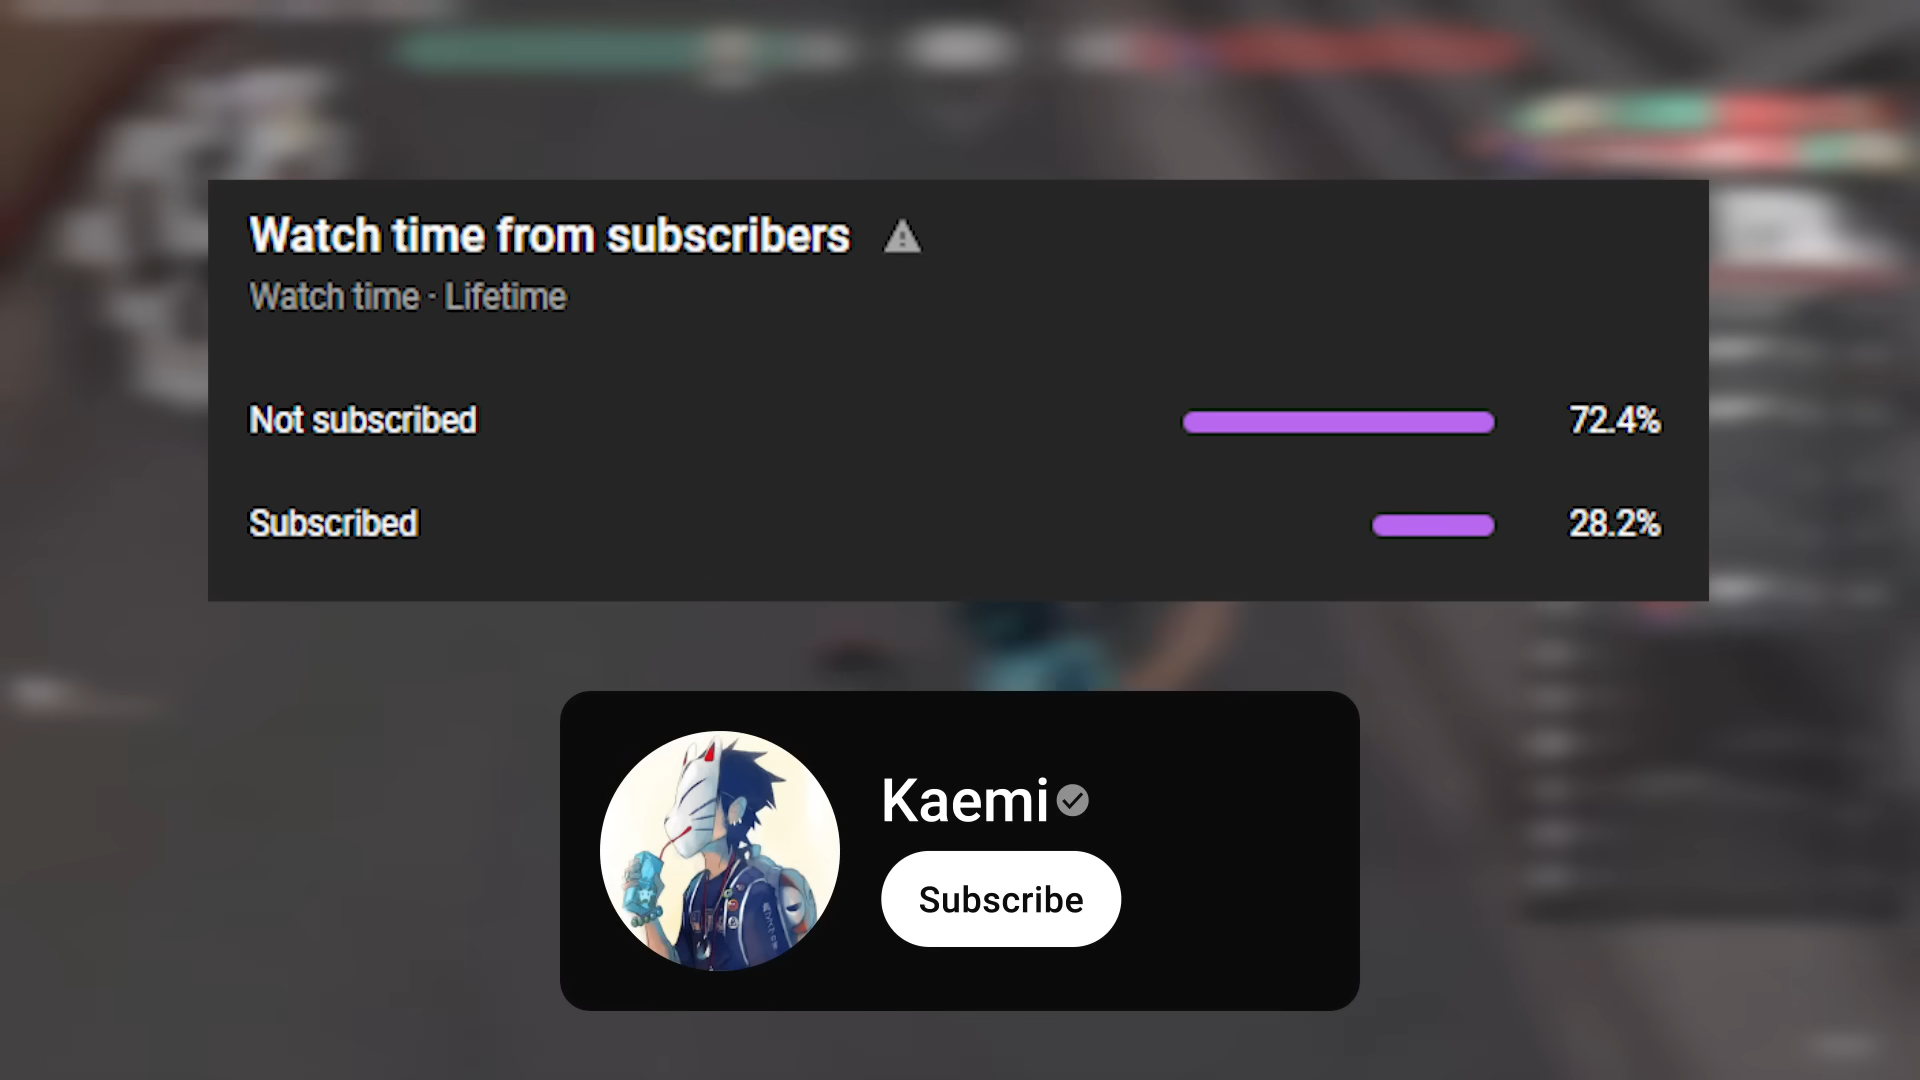 Watch time from subscribers
Watch time · Lifetime
Not subscribed 72.4%
Subscribed 28.2%
Kaemi
Subscribe